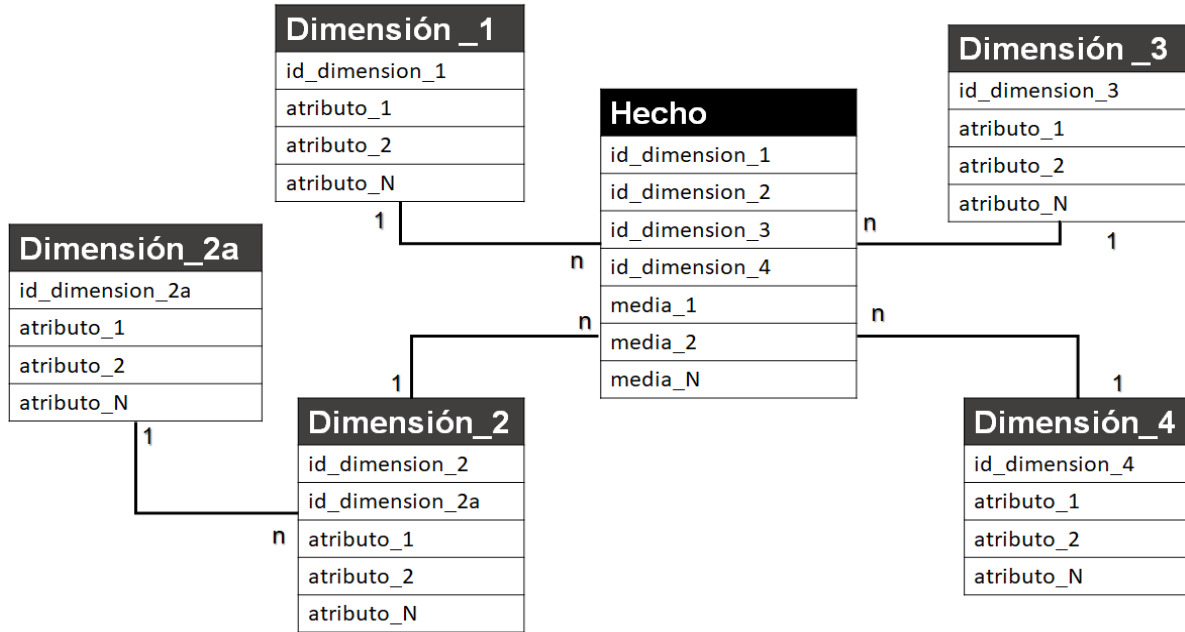 Dimensión _1
id_dimension_1
atributo_1
atributo_2
atributo_N
1
n
Dimensión _3
id_dimension_3
atributo_1
atributo_2
atributo_N
n
1
Hecho
id_dimension_1
id_dimension_2
id_dimension_3
id_dimension_4
media_1
media_2
media_N
Dimensión_2a
id_dimension_2a
atributo_1
atributo_2
atributo_N
1
n
n
1
Dimensión_2
id_dimension_2
id_dimension_2a
atributo_1
atributo_2
atributo_N
n
1
Dimensión_4
id_dimension_4
atributo_1
atributo_2
atributo_N